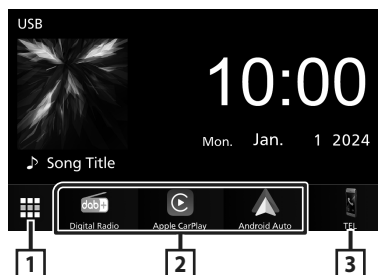 USB
10:00
Mon. Jan. 1 2024
♪ Song Title
dab+
Digital Radio Apple CarPlay Android Auto TEL
1 2 3